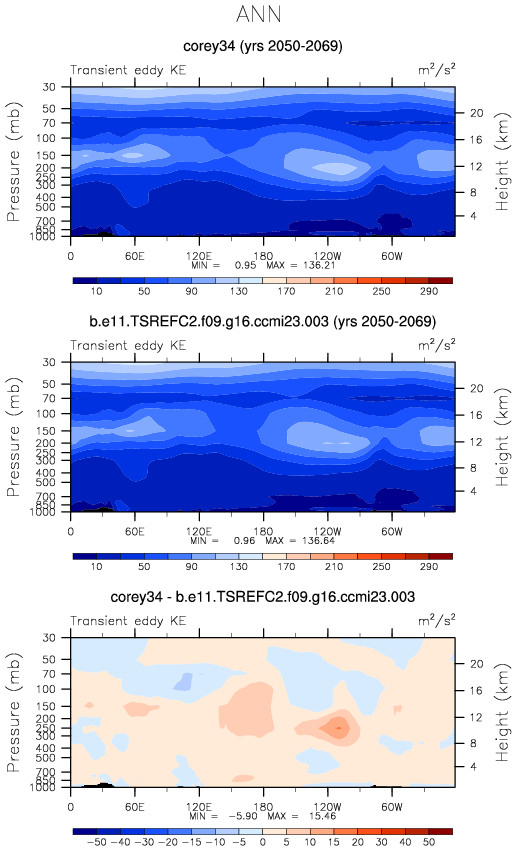 ANN
corey34 (yrs 2050-2069)
Transient eddy KE m²/s²
30
50
70
100
150
200
250
300
400
500
700
850
1000
Pressure (mb)
20
16
12
8
4
Height (km)
0 60E 120E 180 120W 60W
MIN = 0.95 MAX = 136.21
10 50 90 130 170 210 250 290
b.e11.TSREFC2.f09.g16.ccmi23.003 (yrs 2050-2069)
Transient eddy KE m²/s²
30
50
70
100
150
200
250
300
400
500
700
850
1000
Pressure (mb)
20
16
12
8
4
Height (km)
0 60E 120E 180 120W 60W
MIN = 0.96 MAX = 136.64
10 50 90 130 170 210 250 290
corey34 - b.e11.TSREFC2.f09.g16.ccmi23.003
Transient eddy KE m²/s²
30
50
70
100
150
200
250
300
400
500
700
850
1000
Pressure (mb)
20
16
12
8
4
Height (km)
0 60E 120E 180 120W 60W
MIN = −5.90 MAX = 15.46
−50 −40 −30 −20 −15 −10 −5 0 5 10 15 20 30 40 50